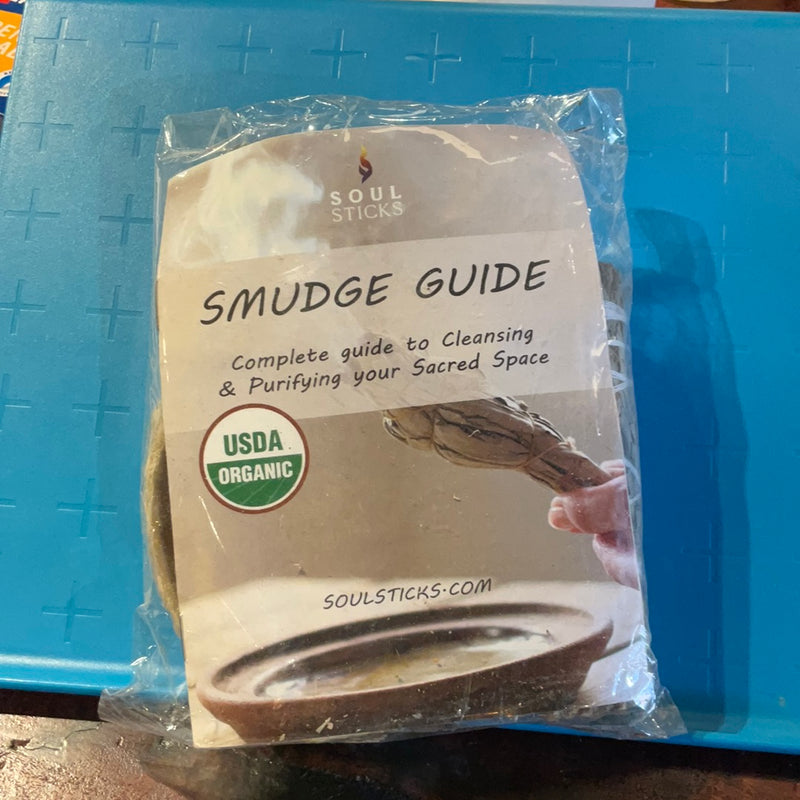 SOUL
STICKS
SMUDGE GUIDE
Complete guide to Cleansing
& Purifying your Sacred Space
USDA
ORGANIC
SOULSTICKS.COM